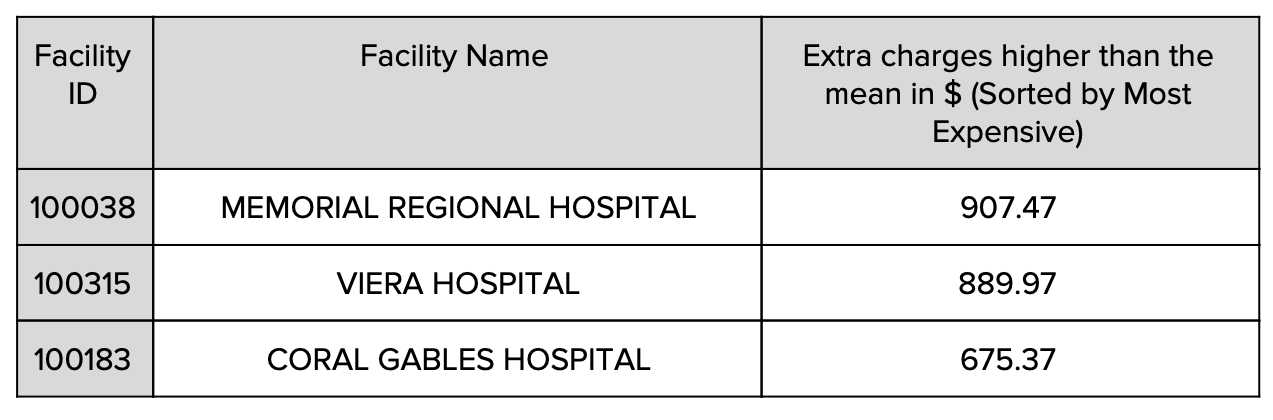 Facility
ID
Facility Name
Extra charges higher than the
mean in $ (Sorted by Most
Expensive)
100038 MEMORIAL REGIONAL HOSPITAL 907.47
100315 VIERA HOSPITAL 889.97
100183 CORAL GABLES HOSPITAL 675.37